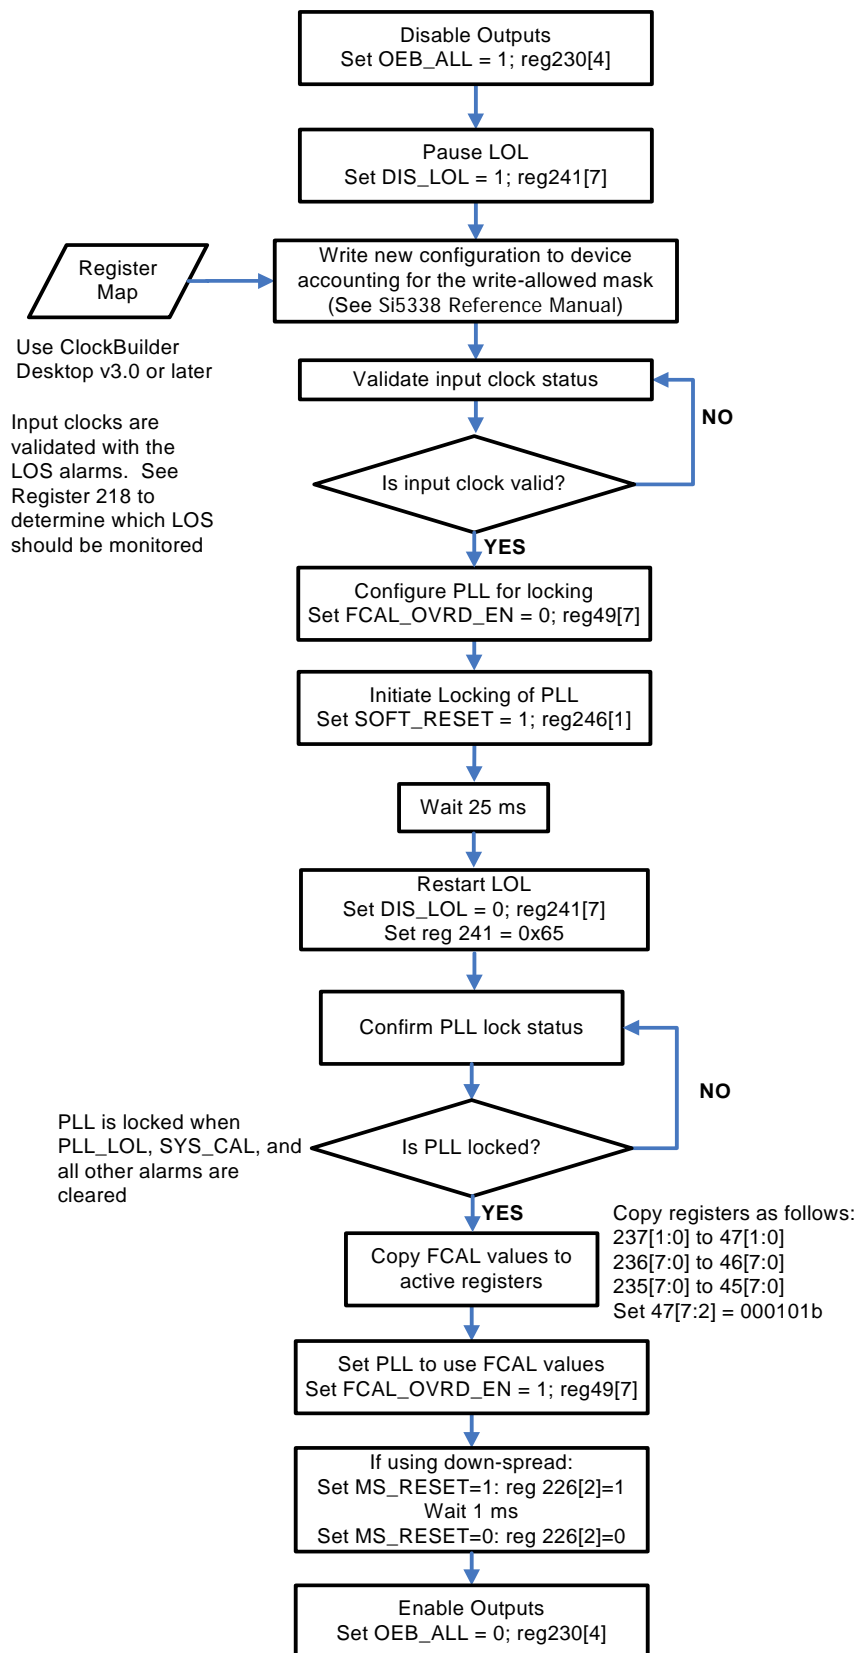 Disable Outputs
Set OEB_ALL = 1; reg230[4]
Pause LOL
Set DIS_LOL = 1; reg241[7]
Register
Map
Write new configuration to device
accounting for the write-allowed mask
(See Si5338 Reference Manual)
Use ClockBuilder
Desktop v3.0 or later
Validate input clock status
NO
Input clocks are
validated with the
LOS alarms.  See
Register 218 to
determine which LOS
should be monitored
Is input clock valid?
YES
Configure PLL for locking
Set FCAL_OVRD_EN = 0; reg49[7]
Initiate Locking of PLL
Set SOFT_RESET = 1; reg246[1]
Wait 25 ms
Restart LOL
Set DIS_LOL = 0; reg241[7]
Set reg 241 = 0x65
Confirm PLL lock status
NO
PLL is locked when
PLL_LOL, SYS_CAL, and
all other alarms are
cleared
Is PLL locked?
YES
Copy FCAL values to
active registers
Copy registers as follows:
237[1:0] to 47[1:0]
236[7:0] to 46[7:0]
235[7:0] to 45[7:0]
Set 47[7:2] = 000101b
Set PLL to use FCAL values
Set FCAL_OVRD_EN = 1; reg49[7]
If using down-spread:
Set MS_RESET=1: reg 226[2]=1
Wait 1 ms
Set MS_RESET=0: reg 226[2]=0
Enable Outputs
Set OEB_ALL = 0; reg230[4]